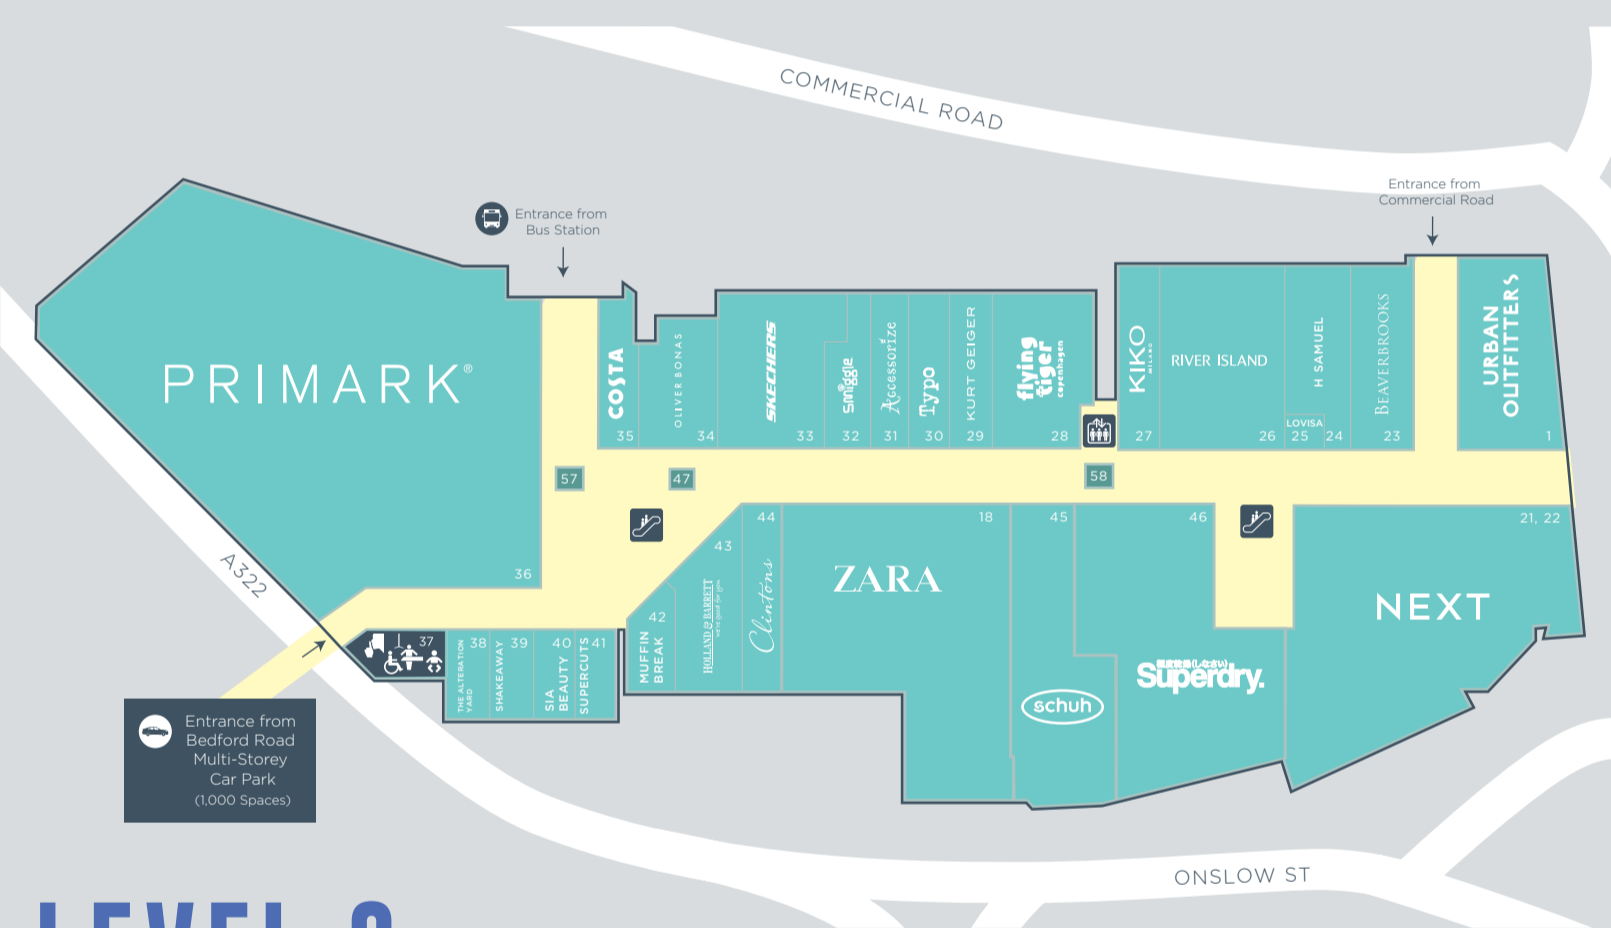 COMMERCIAL ROAD
Entrance from
Commercial Road
Entrance from
Bus Station
PRIMARK®
36
COSTA
35
OLIVER BONAS
34
SKECHERS
33
smiggle
32
Accessorize
31
Typo
30
KURT GEIGER
29
flying
tiger
copenhagen
28
KIKO
MILANO
27
RIVER ISLAND
26
H SAMUEL
LOVISA
25
24
BEAVERBROOKS
23
URBAN
OUTFITTERS
1
57
47
58
44
43
42
18
45
46
21, 22
Clintons
HOLLAND & BARRETT
MUFFIN
BREAK
ZARA
schuh
Superdry.
NEXT
A322
37
38
39
40
41
THE ALTERATION
YARD
SHAKEAWAY
SIA
BEAUTY
SUPERCUTS
Entrance from
Bedford Road
Multi-Storey
Car Park
(1,000 Spaces)
ONSLOW ST
LEVEL